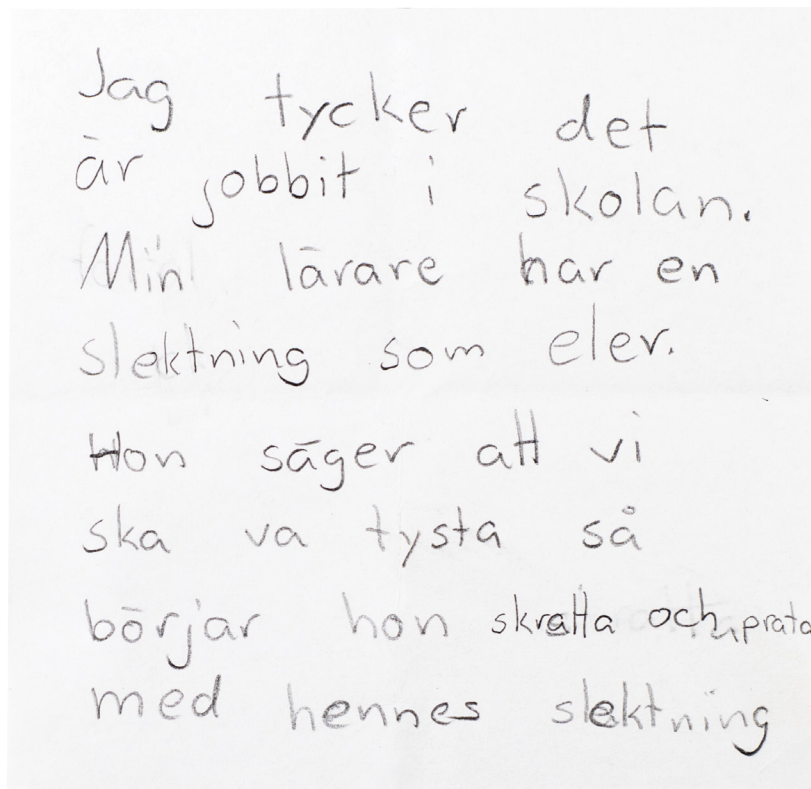 Jag tycker det
är jobbit i skolan.
Min lärare har en
slektning som elev.
Hon säger att vi
ska va tysta så
börjar hon skratta och prata
med hennes slektning